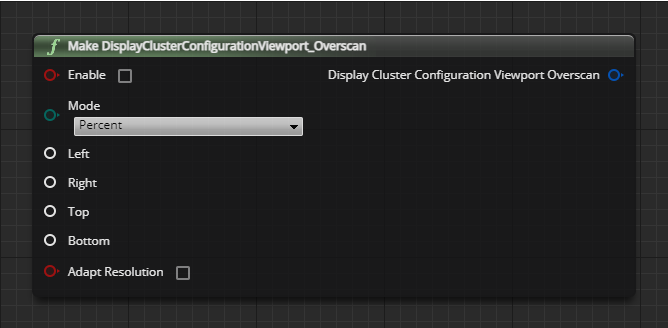 Make DisplayClusterConfigurationViewport_Overscan
Enable
Display Cluster Configuration Viewport Overscan
Mode
Percent
Left
Right
Top
Bottom
Adapt Resolution